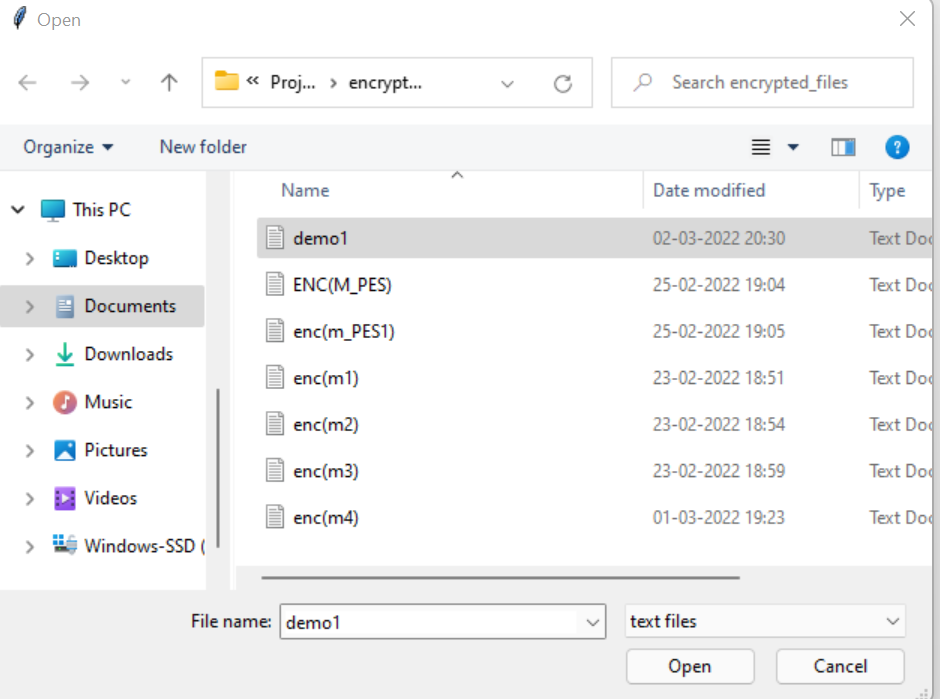 Open
« Proj... › encrypt...
Search encrypted_files
Organize
New folder
?
Name
Date modified
Type
This PC
Desktop
Documents
Downloads
Music
Pictures
Videos
Windows-SSD (
demo1 02-03-2022 20:30 Text Doc
ENC(M_PES) 25-02-2022 19:04 Text Doc
enc(m_PES1) 25-02-2022 19:05 Text Doc
enc(m1) 23-02-2022 18:51 Text Doc
enc(m2) 23-02-2022 18:54 Text Doc
enc(m3) 23-02-2022 18:59 Text Doc
enc(m4) 01-03-2022 19:23 Text Doc
File name: demo1
text files
Open
Cancel